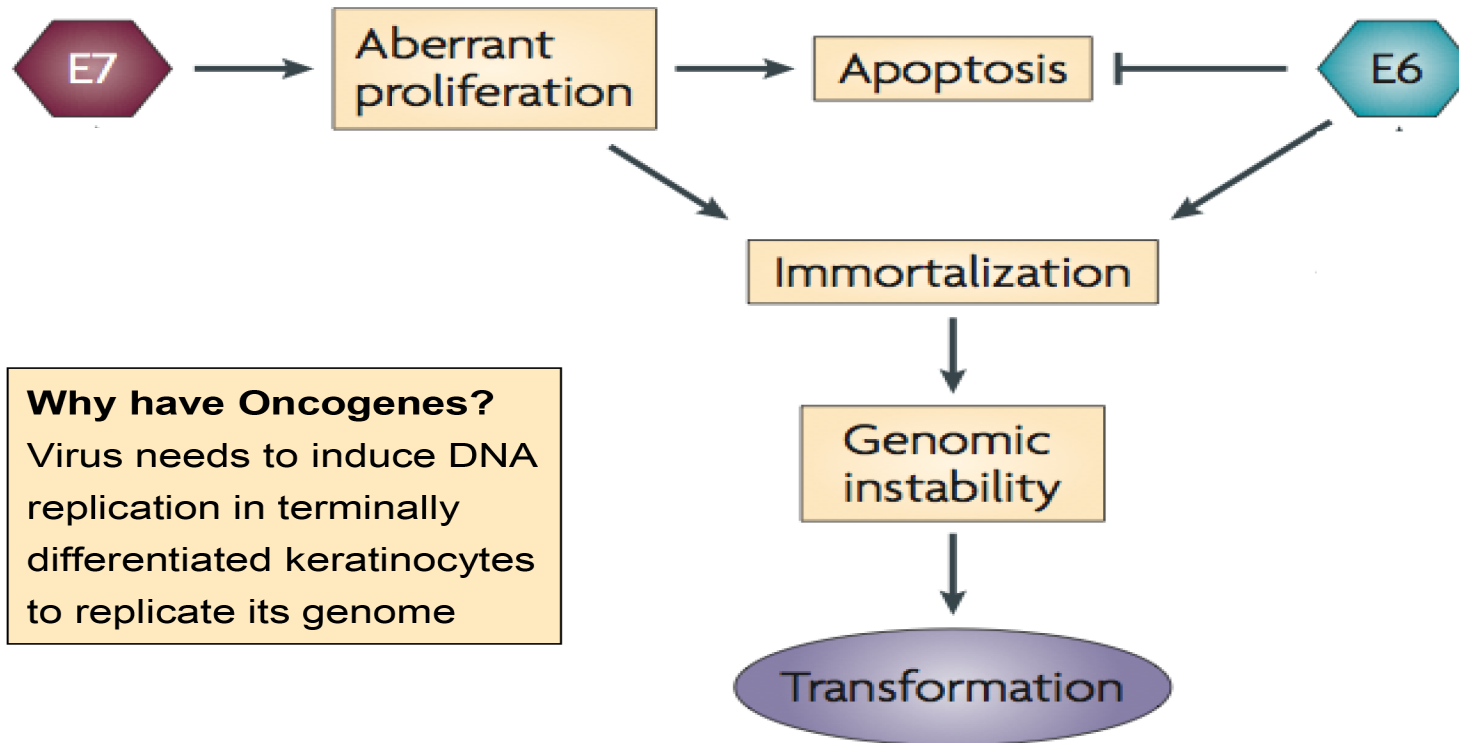 E7
Aberrant
proliferation
Apoptosis
E6
Immortalization
Why have Oncogenes?
Virus needs to induce DNA
replication in terminally
differentiated keratinocytes
to replicate its genome
Genomic
instability
Transformation